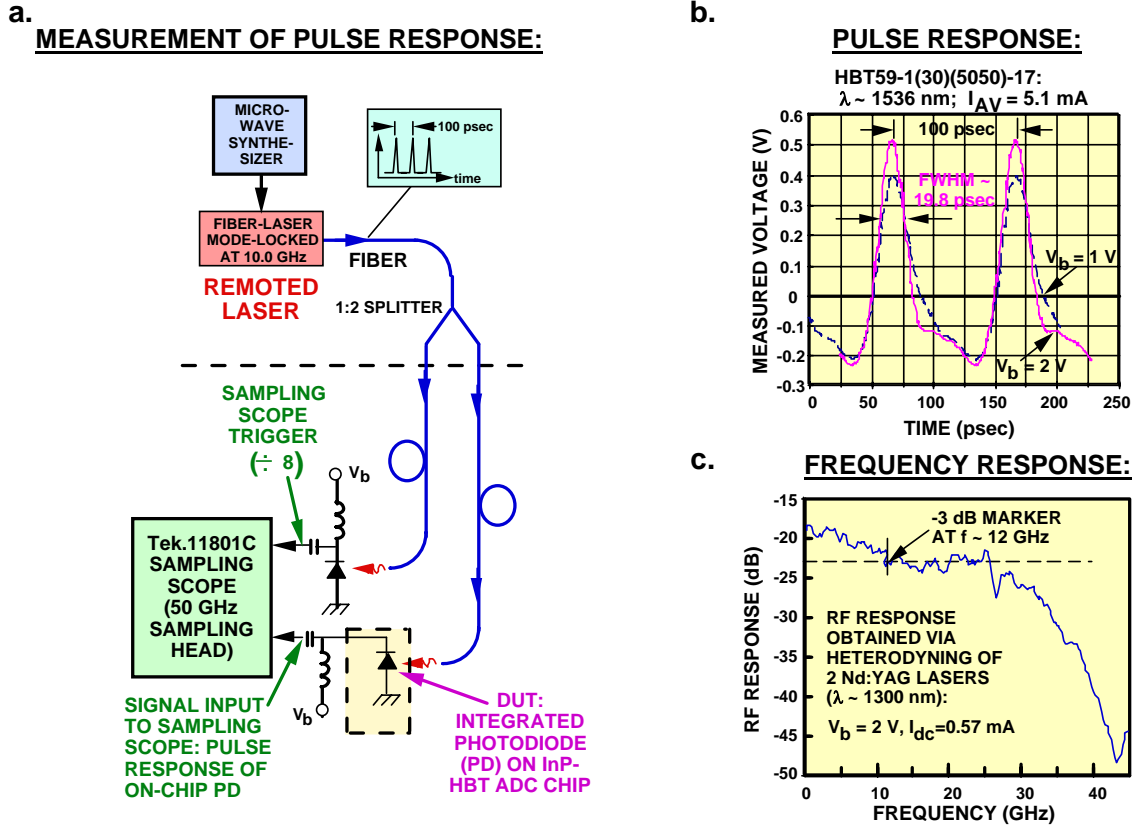 a.
MEASUREMENT OF PULSE RESPONSE:
MICRO-
WAVE
SYNTHE-
SIZER
100 psec
time
FIBER-LASER
MODE-LOCKED
AT 10.0 GHz
FIBER
REMOTED
LASER
1:2 SPLITTER
SAMPLING
SCOPE
TRIGGER
(÷ 8)
Vb
Tek.11801C
SAMPLING
SCOPE
(50 GHz
SAMPLING
HEAD)
Vb
SIGNAL INPUT
TO SAMPLING
SCOPE: PULSE
RESPONSE OF
ON-CHIP PD
DUT:
INTEGRATED
PHOTODIODE
(PD) ON InP-
HBT ADC CHIP
b.
PULSE RESPONSE:
HBT59-1(30)(5050)-17:
λ ~ 1536 nm; IAV = 5.1 mA
MEASURED VOLTAGE (V)
0.6
0.5
0.4
0.3
0.2
0.1
0
-0.1
-0.2
-0.3
100 psec
FWHM ~
19.8 psec
Vb = 1 V
Vb = 2 V
0 50 100 150 200 250
TIME (psec)
c.
FREQUENCY RESPONSE:
RF RESPONSE (dB)
-15
-20
-25
-30
-35
-40
-45
-50
-3 dB MARKER
AT f ~ 12 GHz
RF RESPONSE
OBTAINED VIA
HETERODYNING OF
2 Nd:YAG LASERS
(λ ~ 1300 nm):
Vb = 2 V, Idc=0.57 mA
0 10 20 30 40
FREQUENCY (GHz)